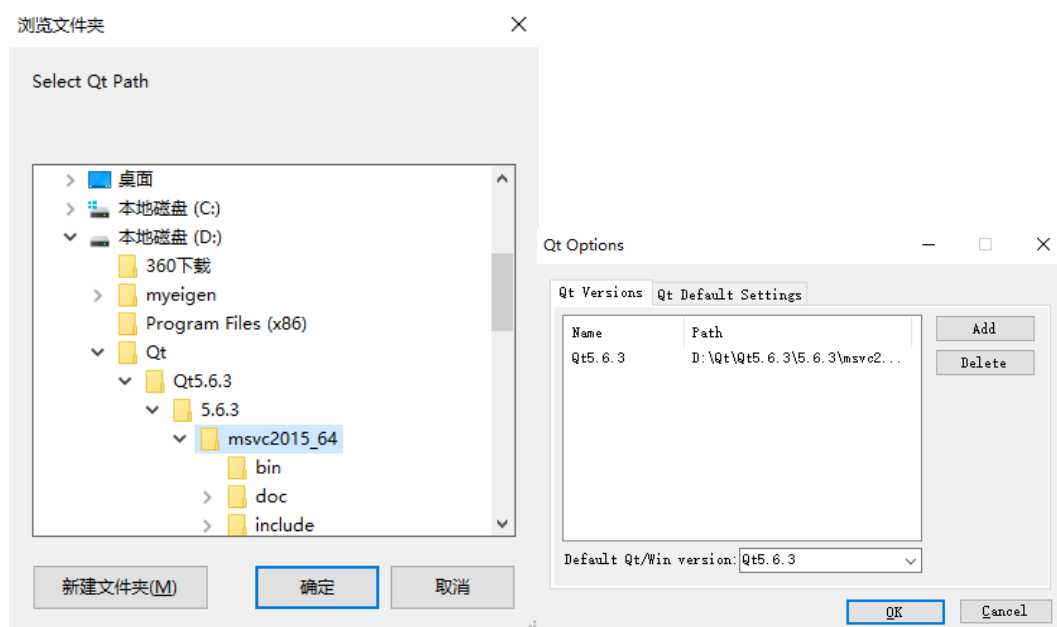 浏览文件夹
Select Qt Path
桌面
本地磁盘 (C:)
本地磁盘 (D:)
360下载
myeigen
Program Files (x86)
Qt
Qt5.6.3
5.6.3
msvc2015_64
bin
doc
include
新建文件夹(M) 确定 取消
Qt Options
Qt Versions Qt Default Settings
Name Path
Qt5.6.3 D:\Qt\Qt5.6.3\5.6.3\msvc2...
Add
Delete
Default Qt/Win version: Qt5.6.3
OK Cancel